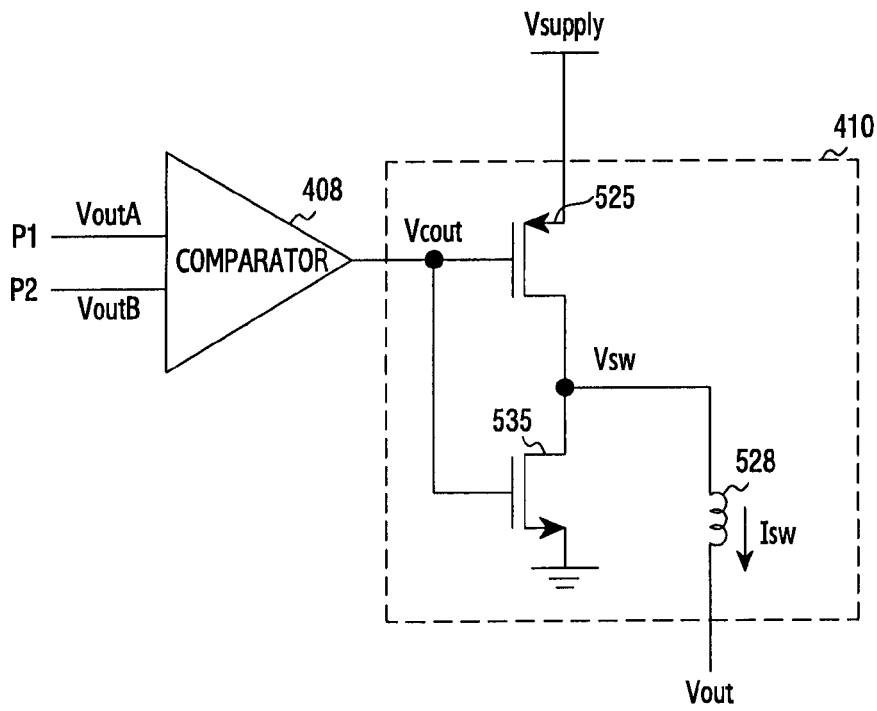 Vsupply
410
525
408
VoutA
P1
Vcout
COMPARATOR
P2
VoutB
Vsw
535
528
Isw
Vout